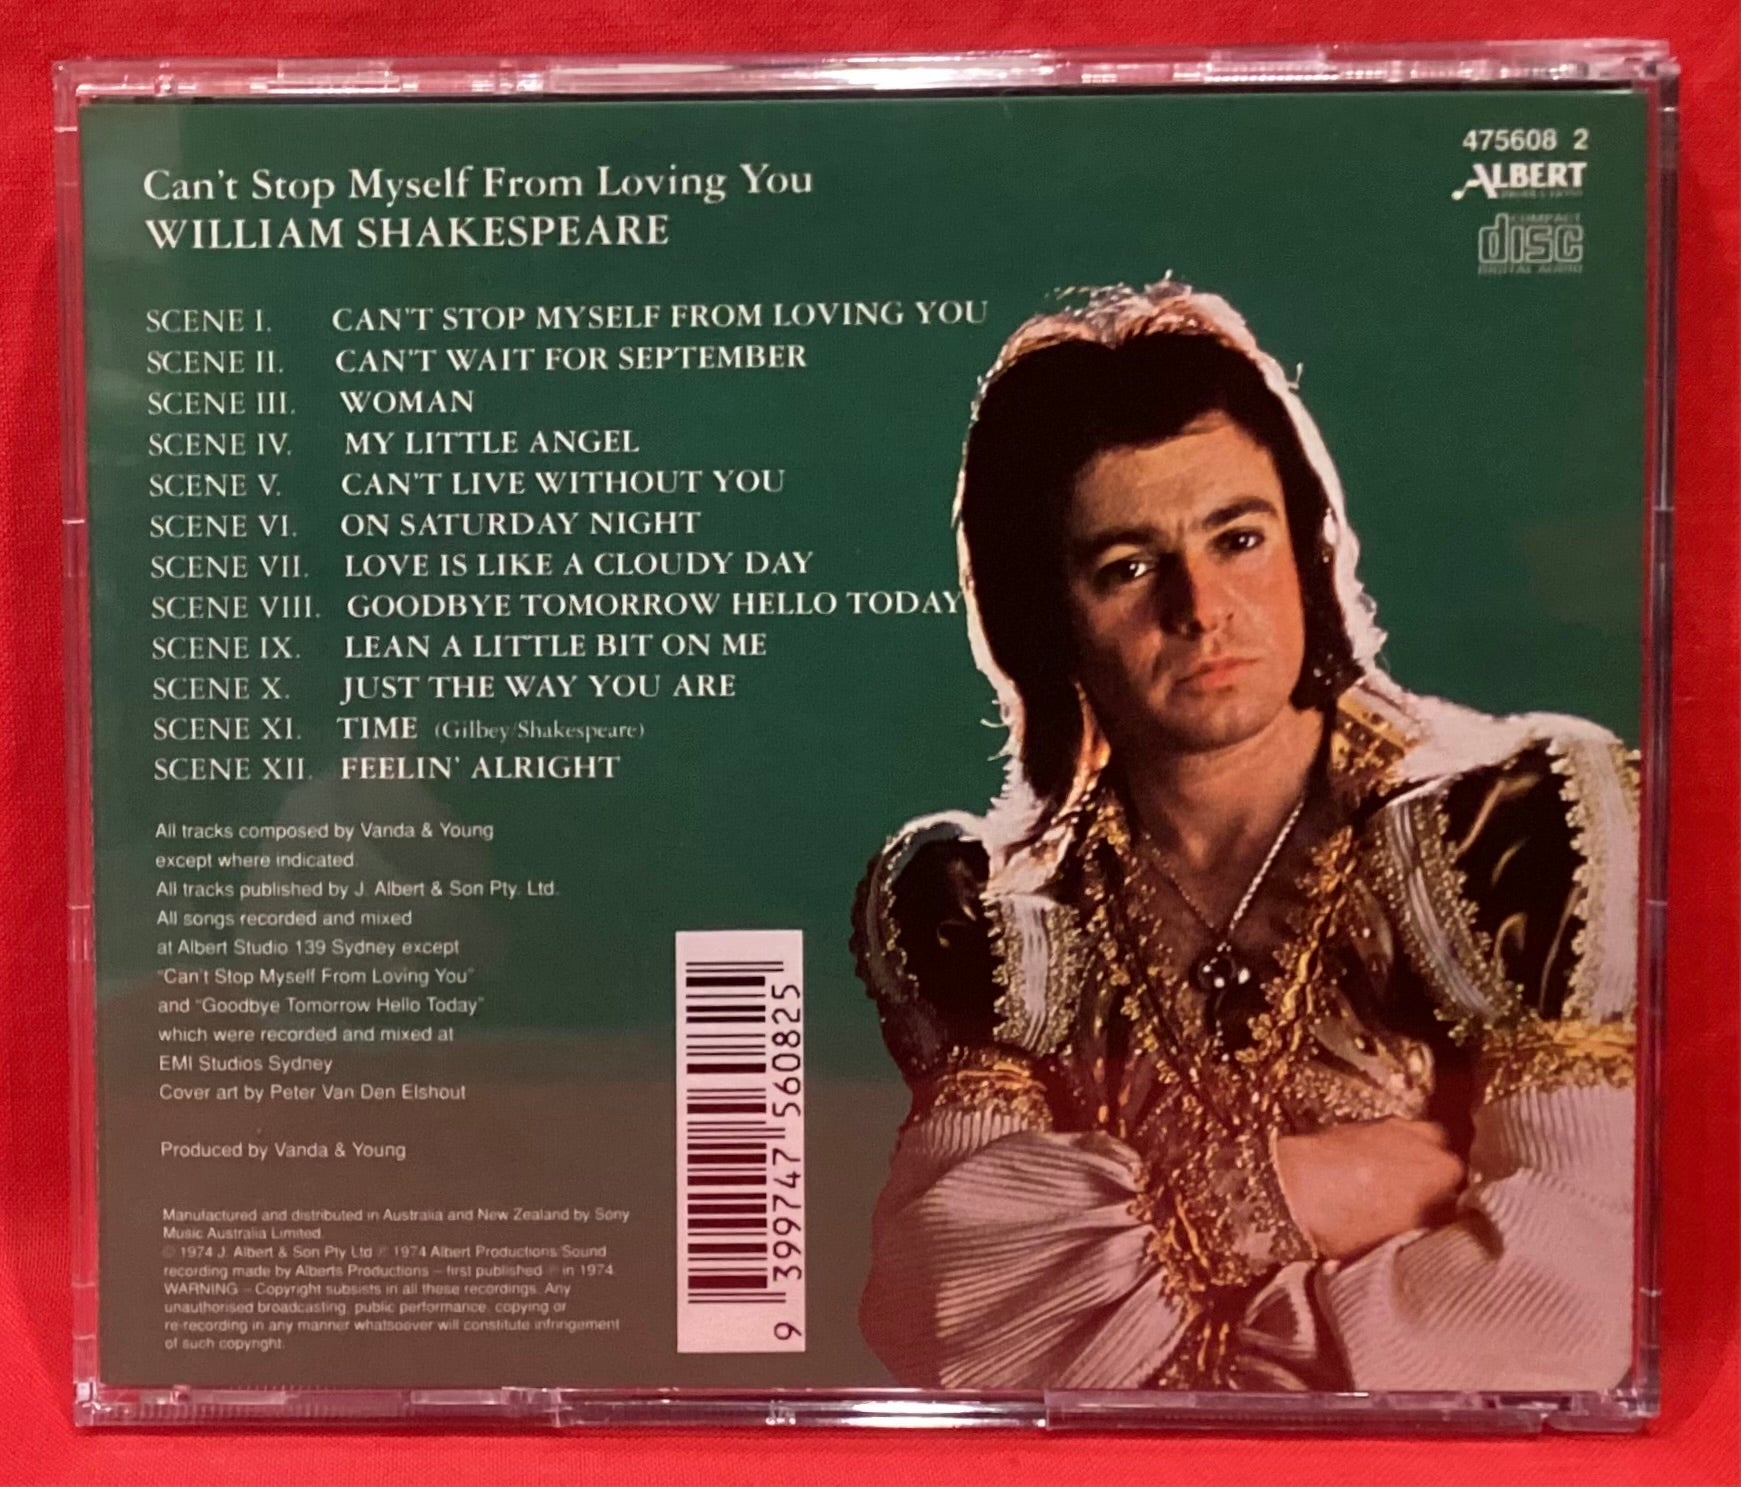 475608 2
ALBERT
COMPACT
disc
DIGITAL AUDIO
Can't Stop Myself From Loving You
WILLIAM SHAKESPEARE
SCENE I. CAN'T STOP MYSELF FROM LOVING YOU
SCENE II. CAN'T WAIT FOR SEPTEMBER
SCENE III. WOMAN
SCENE IV. MY LITTLE ANGEL
SCENE V. CAN'T LIVE WITHOUT YOU
SCENE VI. ON SATURDAY NIGHT
SCENE VII. LOVE IS LIKE A CLOUDY DAY
SCENE VIII. GOODBYE TOMORROW HELLO TODAY
SCENE IX. LEAN A LITTLE BIT ON ME
SCENE X. JUST THE WAY YOU ARE
SCENE XI. TIME (Gilbey/Shakespeare)
SCENE XII. FEELIN' ALRIGHT
All tracks composed by Vanda & Young
except where indicated.
All tracks published by J. Albert & Son Pty. Ltd.
All songs recorded and mixed
at Albert Studio 139 Sydney except
"Can't Stop Myself From Loving You"
and "Goodbye Tomorrow Hello Today"
which were recorded and mixed at
EMI Studios Sydney
Cover art by Peter Van Den Elshout
Produced by Vanda & Young
Manufactured and distributed in Australia and New Zealand by Sony
Music Australia Limited.
© 1974 J. Albert & Son Pty Ltd ℗ 1974 Albert Productions Sound
recording made by Alberts Productions – first published ℗ in 1974.
WARNING – Copyright subsists in all these recordings. Any
unauthorised broadcasting, public performance, copying or
re-recording in any manner whatsoever will constitute infringement
of such copyright.
9 399747 560825